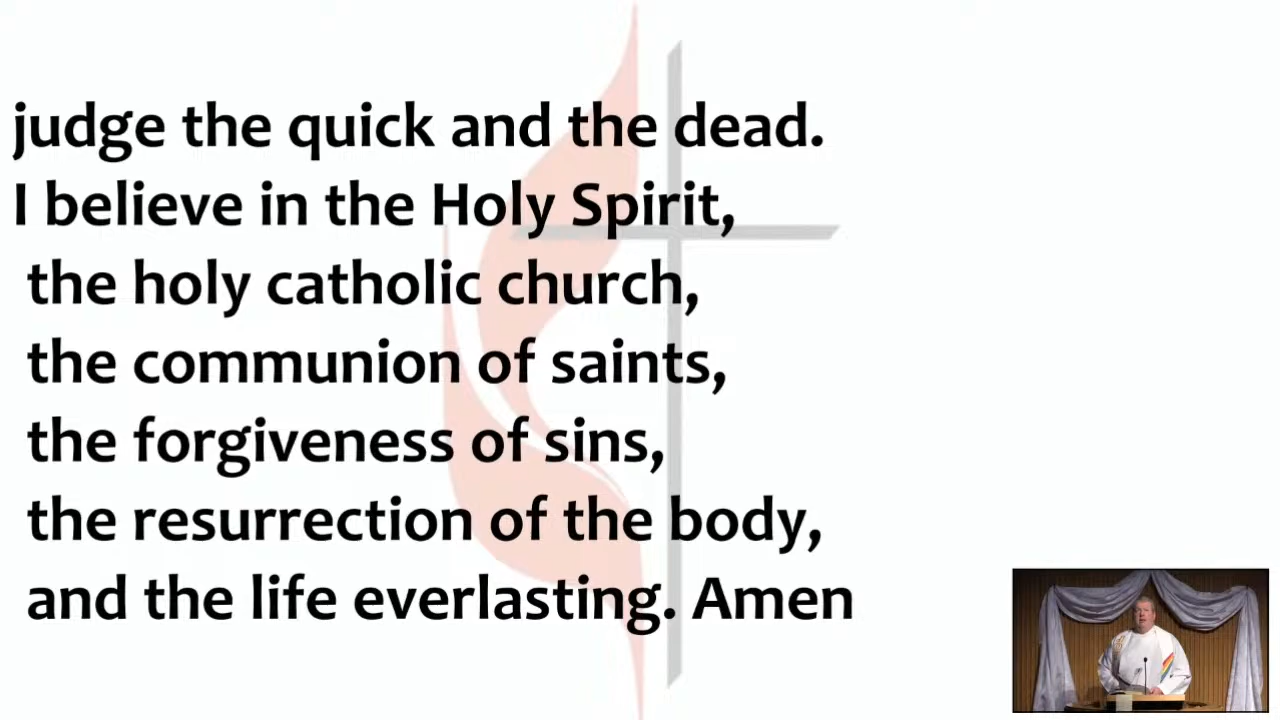 judge the quick and the dead.
I believe in the Holy Spirit,
the holy catholic church,
the communion of saints,
the forgiveness of sins,
the resurrection of the body,
and the life everlasting. Amen